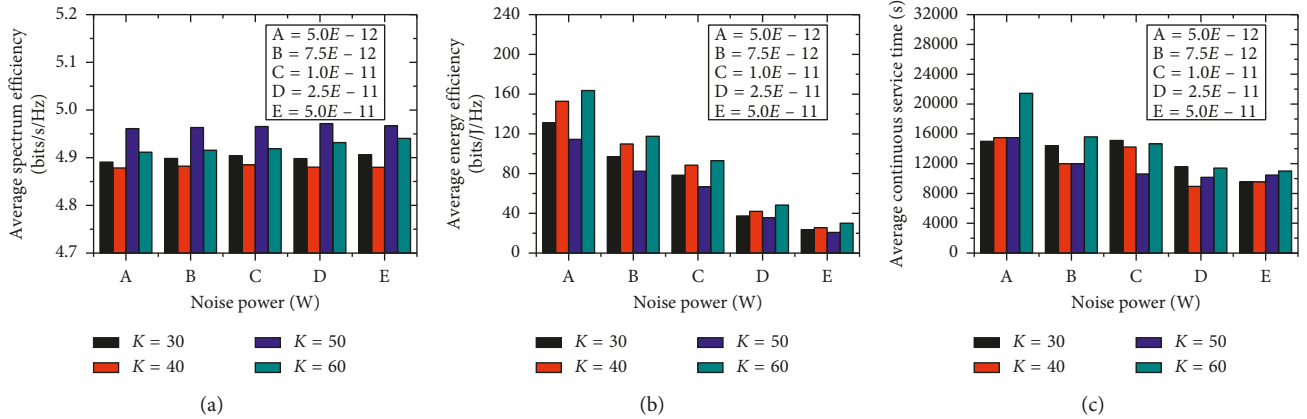 Average spectrum efficiency
(bits/s/Hz)
5.2
5.1
5.0
4.9
4.8
4.7
A = 5.0E – 12
B = 7.5E – 12
C = 1.0E – 11
D = 2.5E – 11
E = 5.0E – 11
A B C D E
Noise power (W)
K = 30 K = 50
K = 40 K = 60
(a)
Average energy efficiency
(bits/J/Hz)
240
200
160
120
80
40
0
A = 5.0E – 12
B = 7.5E – 12
C = 1.0E – 11
D = 2.5E – 11
E = 5.0E – 11
A B C D E
Noise power (W)
K = 30 K = 50
K = 40 K = 60
(b)
Average continuous service time (s)
32000
28000
24000
20000
16000
12000
8000
4000
0
A = 5.0E – 12
B = 7.5E – 12
C = 1.0E – 11
D = 2.5E – 11
E = 5.0E – 11
A B C D E
Noise power (W)
K = 30 K = 50
K = 40 K = 60
(c)